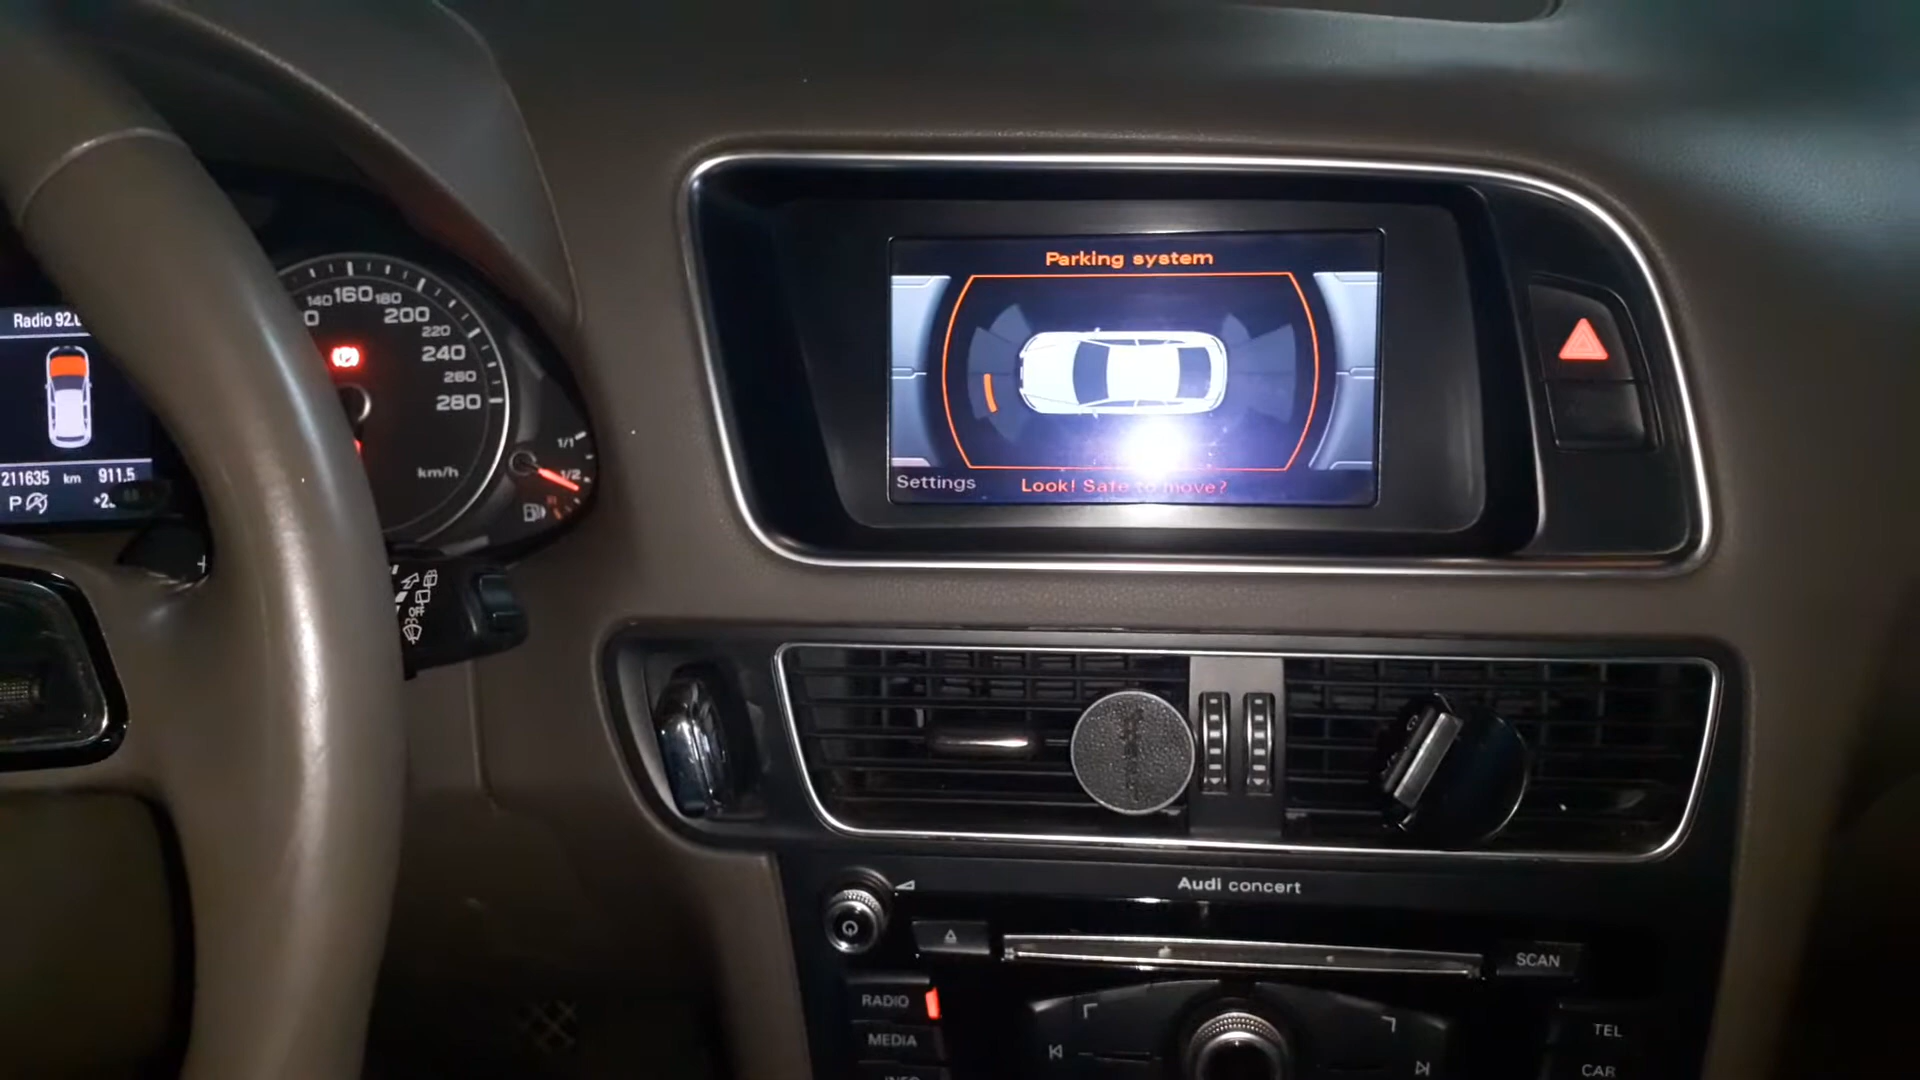 Radio 92.
211635 km 911.5
P
140 160 180
200
220
240
260
280
km/h
1/1
1/2
Parking system
Settings
Look! Safe to move?
Audi concert
SCAN
RADIO
MEDIA
TEL
CAR